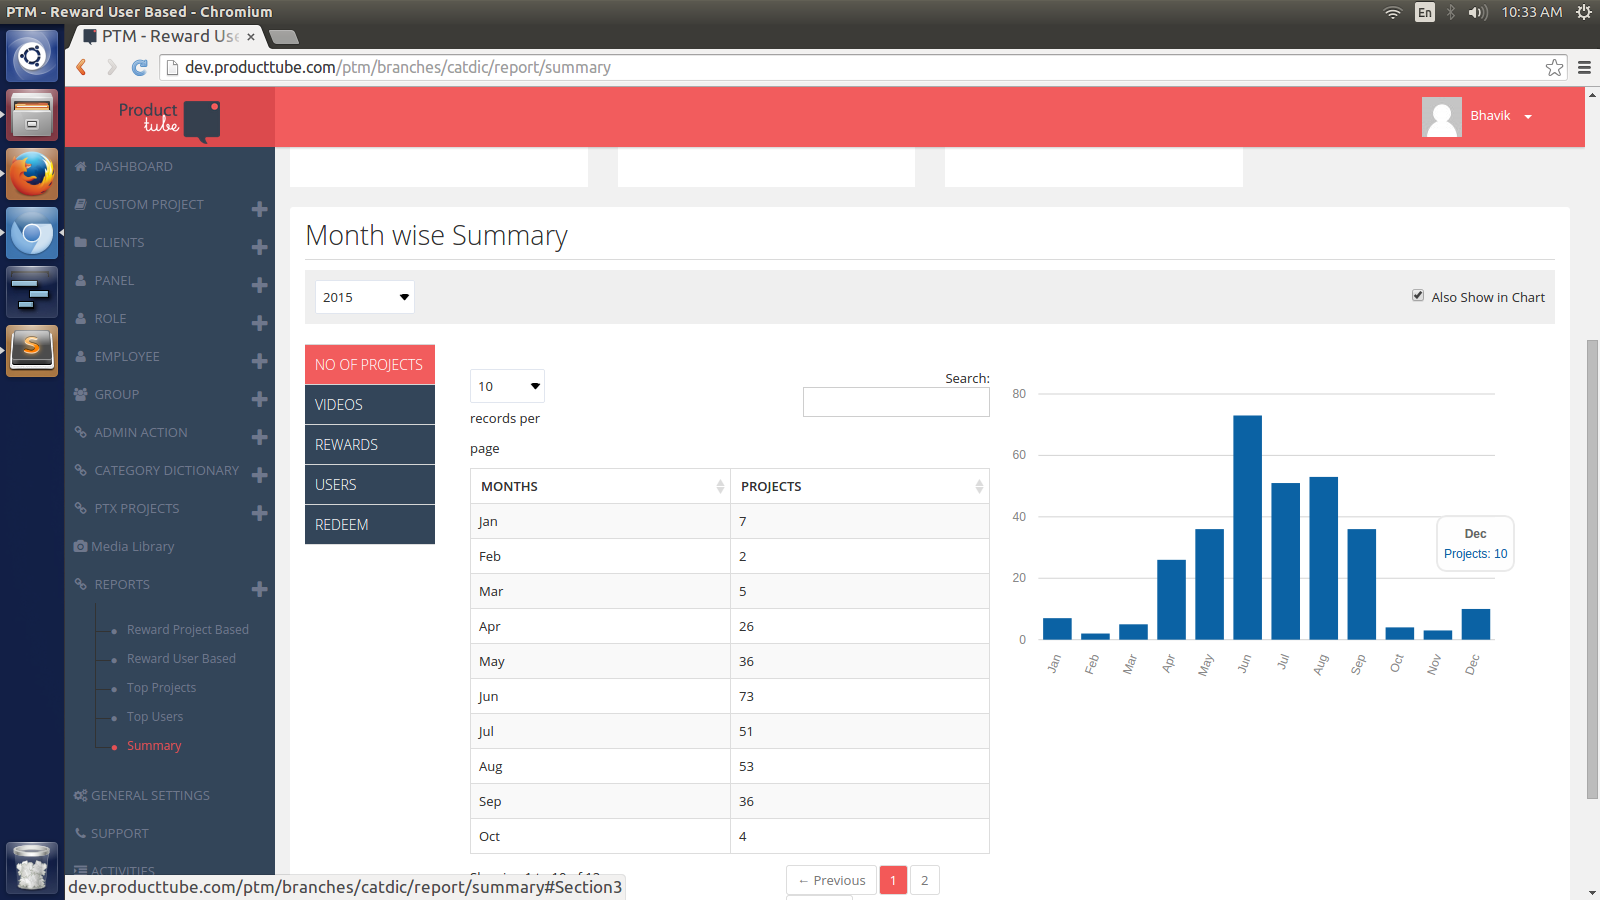 PTM - Reward User Based - Chromium
En
10:33 AM
PTM - Reward Use
dev.producttube.com/ptm/branches/catdic/report/summary
Product
tube
Bhavik
DASHBOARD
CUSTOM PROJECT
CLIENTS
PANEL
ROLE
EMPLOYEE
GROUP
ADMIN ACTION
CATEGORY DICTIONARY
PTX PROJECTS
Media Library
REPORTS
Reward Project Based
Reward User Based
Top Projects
Top Users
Summary
GENERAL SETTINGS
SUPPORT
ACTIVITIES
Month wise Summary
2015
Also Show in Chart
NO OF PROJECTS
VIDEOS
REWARDS
USERS
REDEEM
10
records per
page
Search:
MONTHS PROJECTS
Jan 7
Feb 2
Mar 5
Apr 26
May 36
Jun 73
Jul 51
Aug 53
Sep 36
Oct 4
← Previous 1 2
80
60
40
20
0
Jan Feb Mar Apr May Jun Jul Aug Sep Oct Nov Dec
Dec
Projects: 10
dev.producttube.com/ptm/branches/catdic/report/summary#Section3